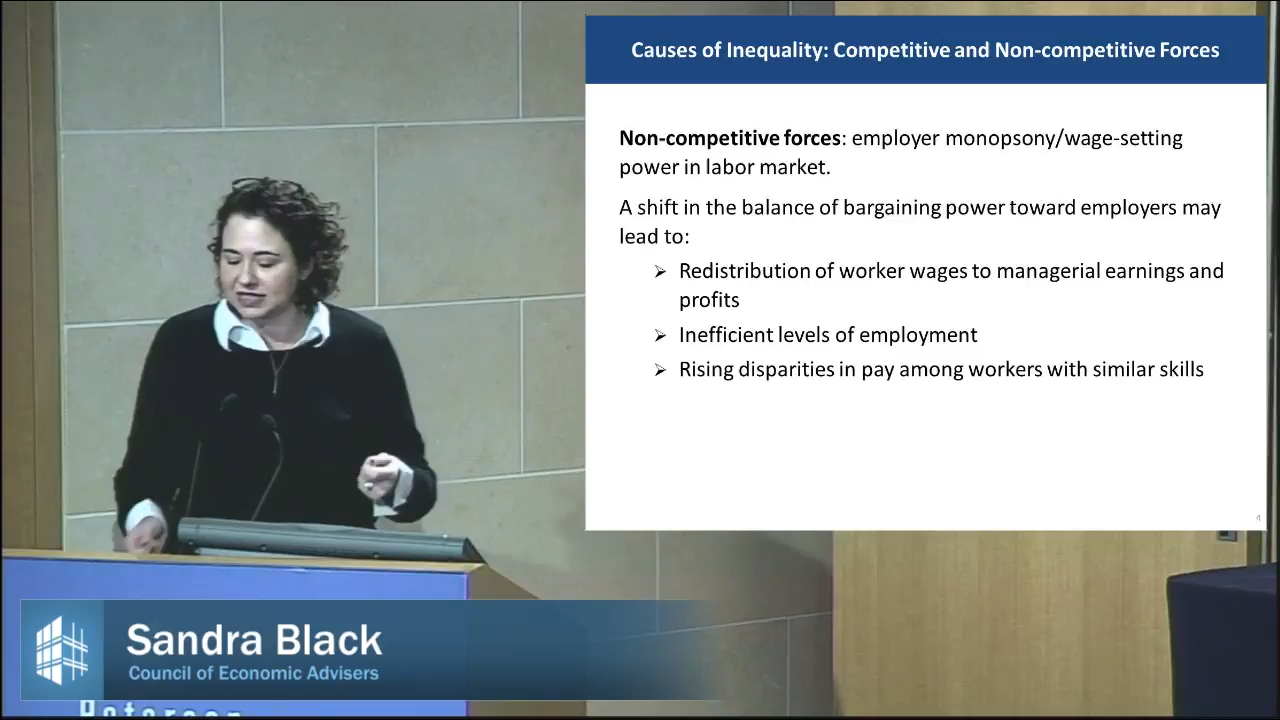 Causes of Inequality: Competitive and Non-competitive Forces
Non-competitive forces: employer monopsony/wage-setting
power in labor market.
A shift in the balance of bargaining power toward employers may
lead to:
➢ Redistribution of worker wages to managerial earnings and
profits
➢ Inefficient levels of employment
➢ Rising disparities in pay among workers with similar skills
4
Sandra Black
Council of Economic Advisers
Peterson